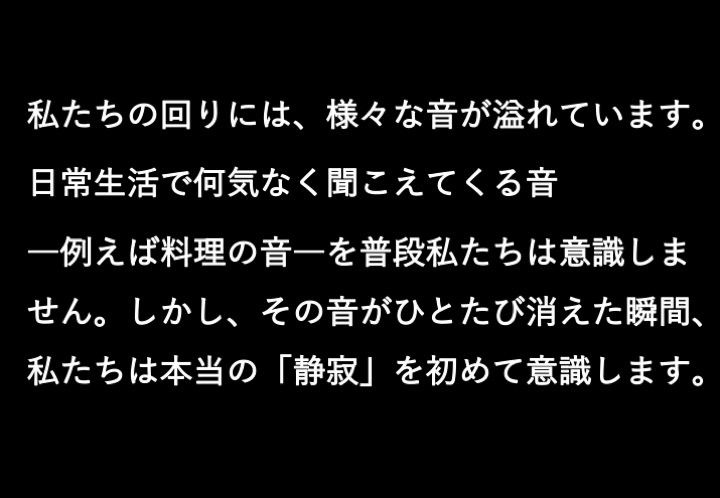 私たちの回りには、様々な音が溢れています。
日常生活で何気なく聞こえてくる音
―例えば料理の音―を普段私たちは意識しま
せん。しかし、その音がひとたび消えた瞬間、
私たちは本当の「静寂」を初めて意識します。